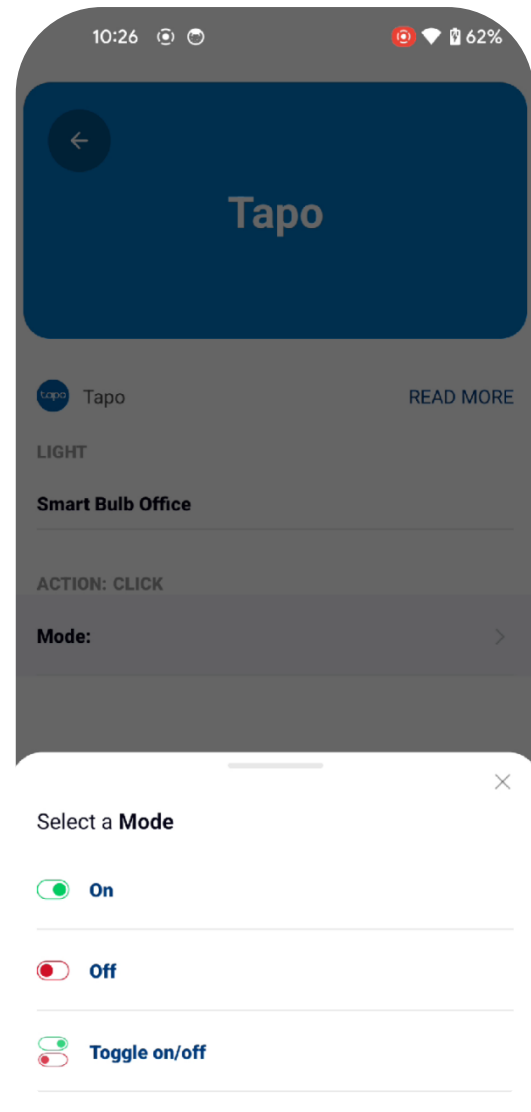 10:26 62%
Tapo
tapo Tapo READ MORE
LIGHT
Smart Bulb Office
ACTION: CLICK
Mode:
Select a Mode
On
Off
Toggle on/off